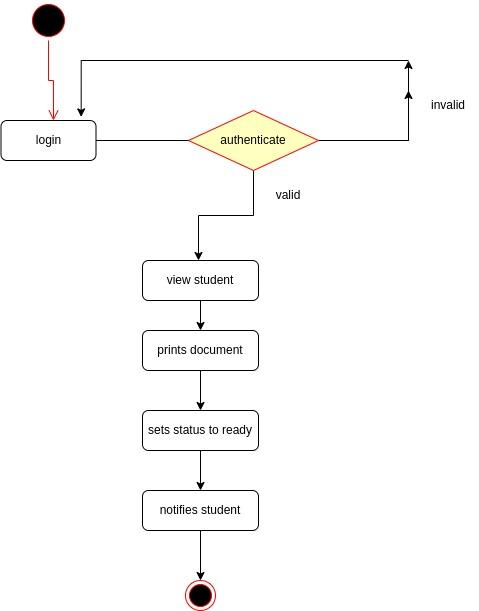 invalid
login
authenticate
valid
view student
prints document
sets status to ready
notifies student